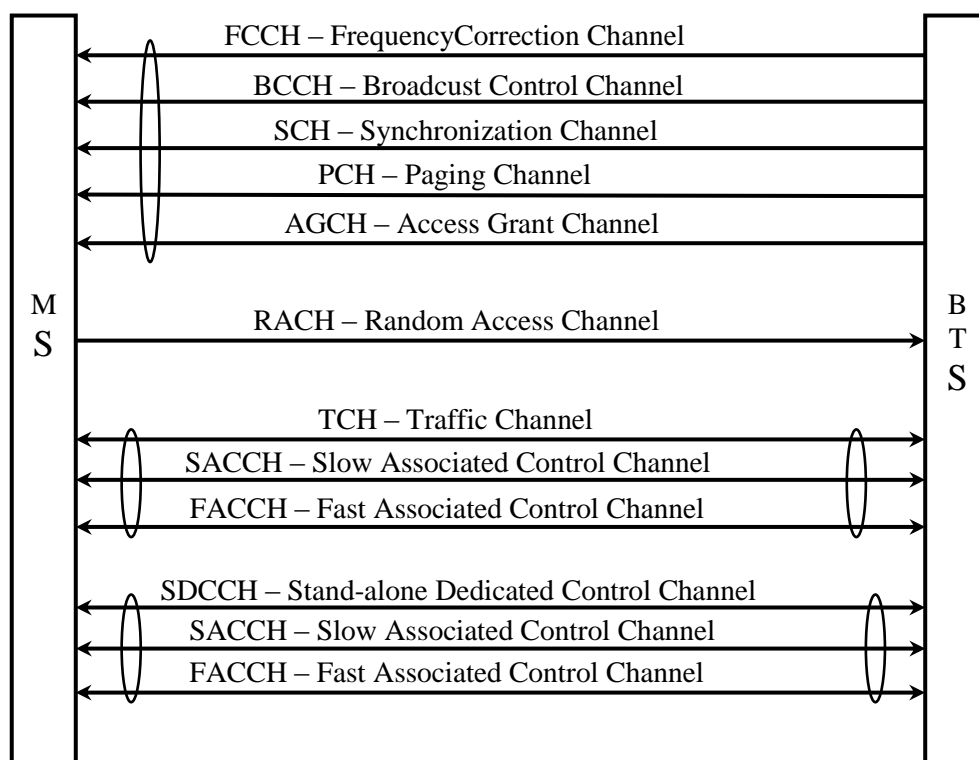 FCCH – FrequencyCorrection Channel
BCCH – Broadcust Control Channel
SCH – Synchronization Channel
PCH – Paging Channel
AGCH – Access Grant Channel
M
S
RACH – Random Access Channel
B
T
S
TCH – Traffic Channel
SACCH – Slow Associated Control Channel
FACCH – Fast Associated Control Channel
SDCCH – Stand-alone Dedicated Control Channel
SACCH – Slow Associated Control Channel
FACCH – Fast Associated Control Channel